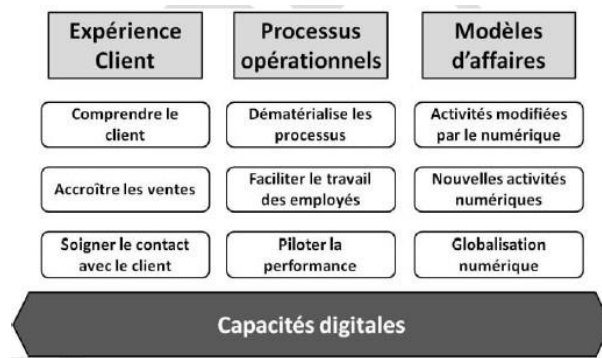 Expérience
Client
Processus
opérationnels
Modèles
d'affaires
Comprendre le
client
Dématérialise les
processus
Activités modifiées
par le numérique
Accroître les ventes
Faciliter le travail
des employés
Nouvelles activités
numériques
Soigner le contact
avec le client
Piloter la
performance
Globalisation
numérique
Capacités digitales